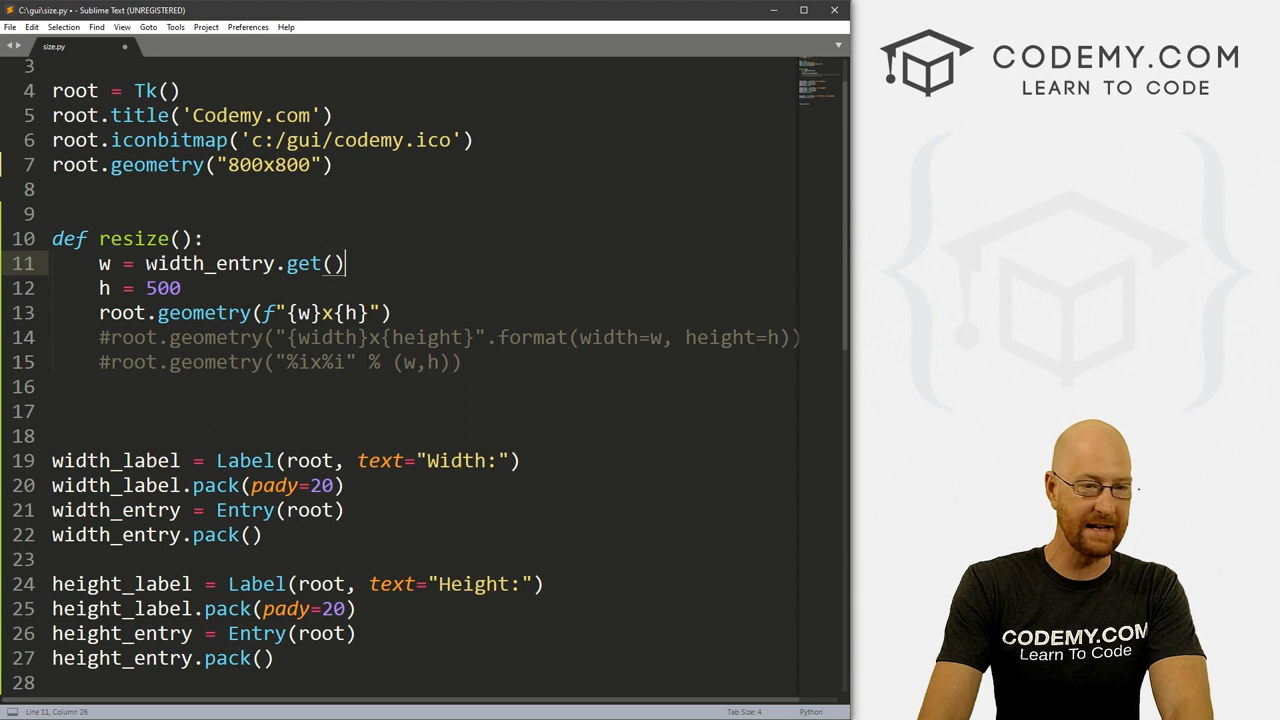 C:\gui\size.py • - Sublime Text (UNREGISTERED)
File Edit Selection Find View Goto Tools Project Preferences Help
size.py
3
4 root = Tk()
5 root.title('Codemy.com')
6 root.iconbitmap('c:/gui/codemy.ico')
7 root.geometry("800x800")
8
9
10 def resize():
11 w = width_entry.get()
12 h = 500
13 root.geometry(f"{w}x{h}")
14 #root.geometry("{width}x{height}".format(width=w, height=h))
15 #root.geometry("%ix%i" % (w,h))
16
17
18
19 width_label = Label(root, text="Width:")
20 width_label.pack(pady=20)
21 width_entry = Entry(root)
22 width_entry.pack()
23
24 height_label = Label(root, text="Height:")
25 height_label.pack(pady=20)
26 height_entry = Entry(root)
27 height_entry.pack()
28
Line 11, Column 26 Tab Size: 4 Python
CODEMY.COM
LEARN TO CODE
CODEMY.COM
Learn To Code